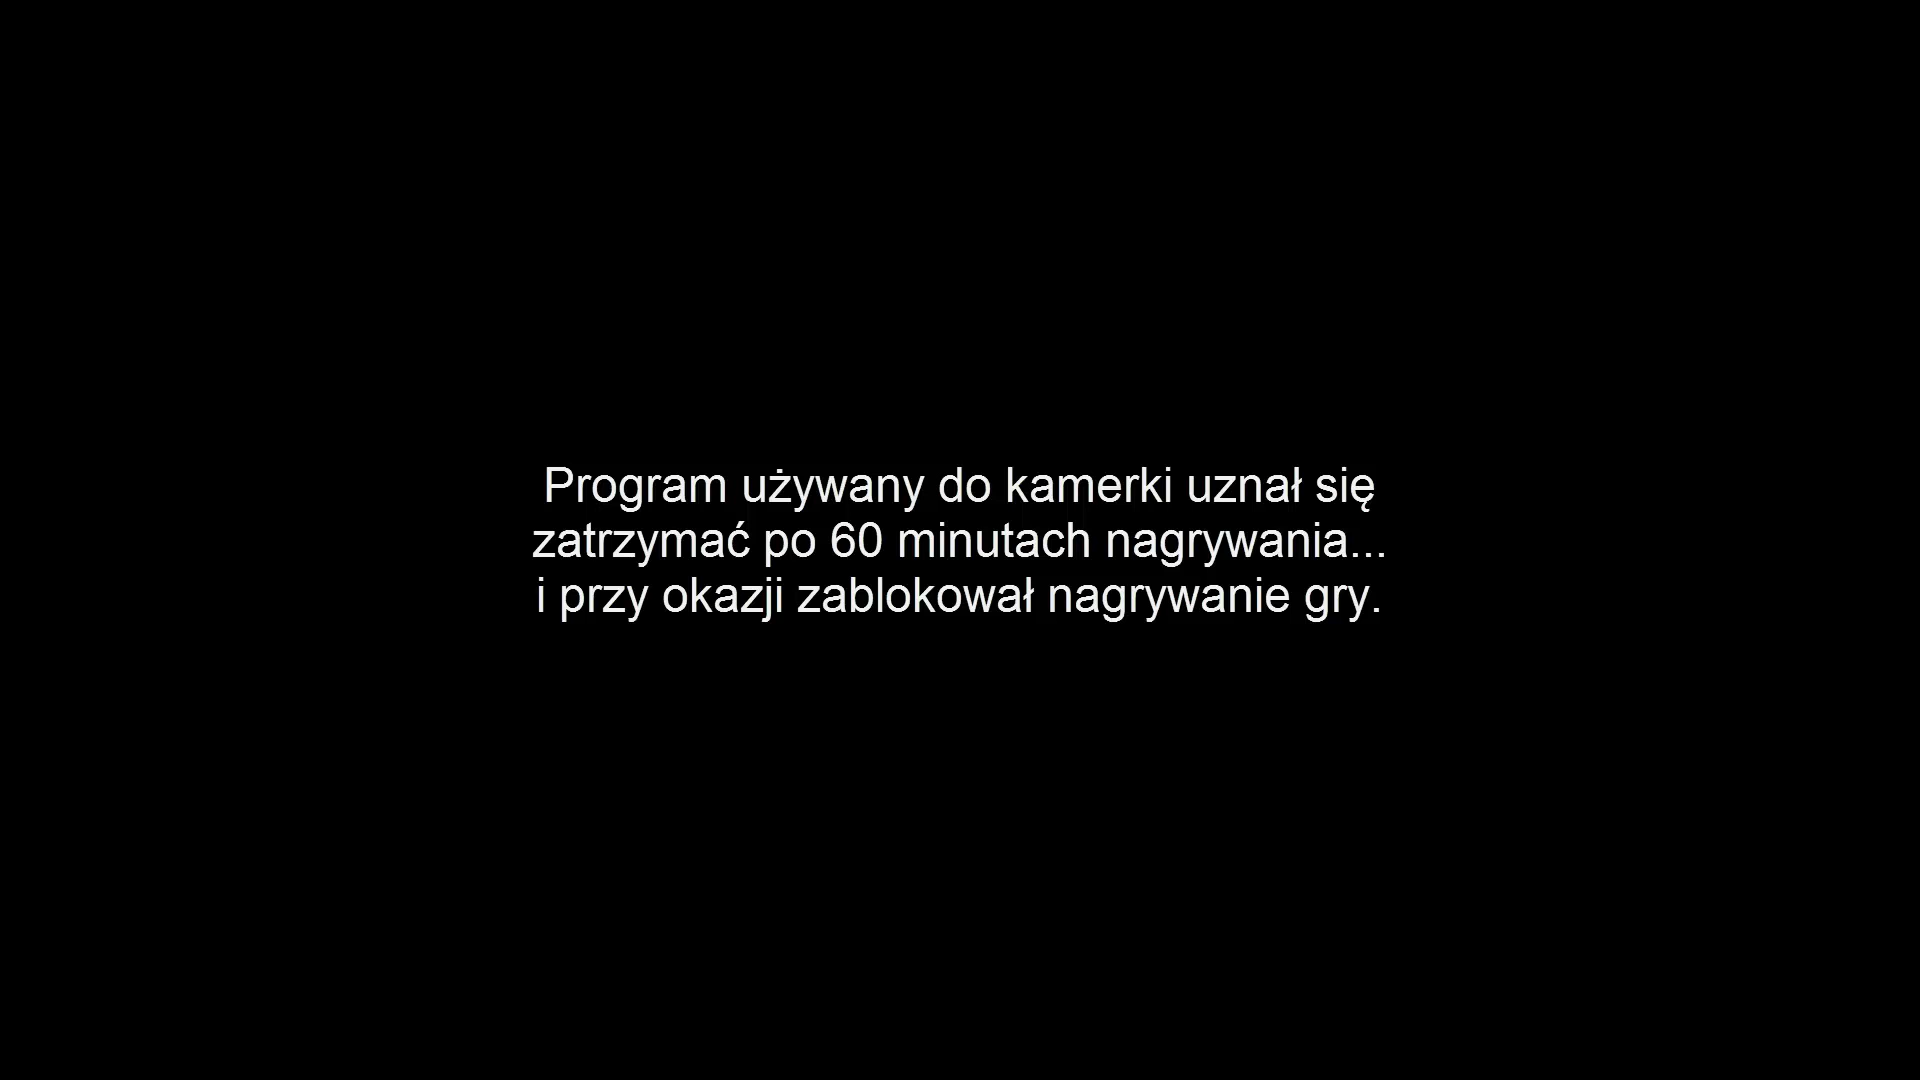 Program używany do kamerki uznał się
zatrzymać po 60 minutach nagrywania...
i przy okazji zablokował nagrywanie gry.